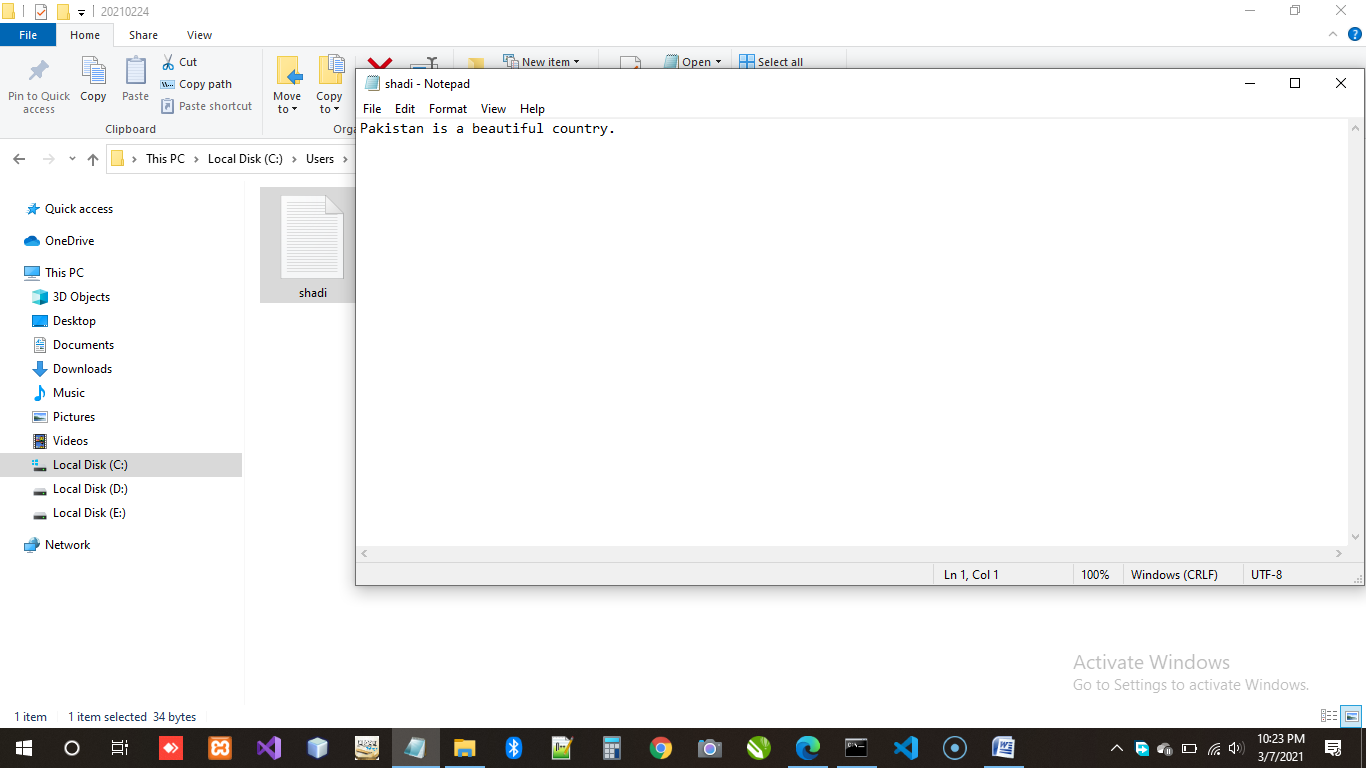 20210224
File Home Share View
Pin to Quick access
Copy
Paste
Cut
Copy path
Paste shortcut
Clipboard
Move to
Copy to
Orga
New item
Open
Select all
This PC > Local Disk (C:) > Users >
shadi - Notepad
File Edit Format View Help
Pakistan is a beautiful country.
Ln 1, Col 1 100% Windows (CRLF) UTF-8
Quick access
OneDrive
This PC
3D Objects
Desktop
Documents
Downloads
Music
Pictures
Videos
Local Disk (C:)
Local Disk (D:)
Local Disk (E:)
Network
shadi
Activate Windows
Go to Settings to activate Windows.
1 item 1 item selected 34 bytes
10:23 PM
3/7/2021